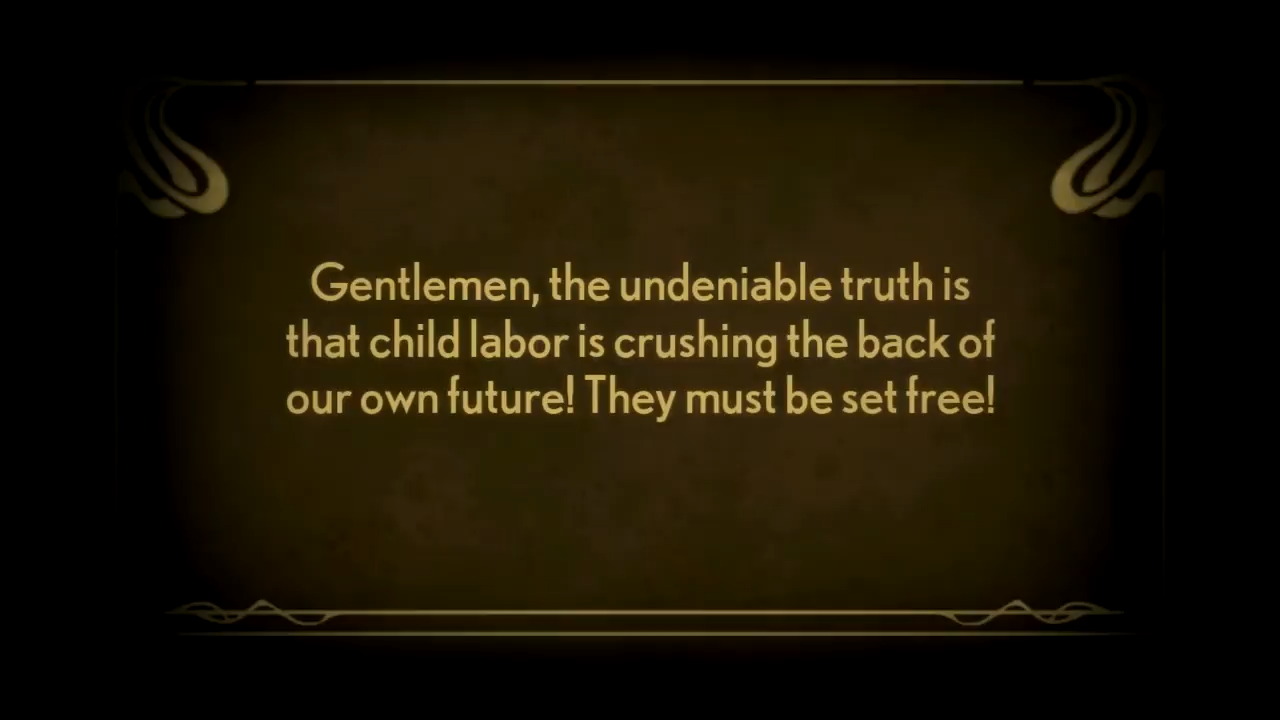 Gentlemen, the undeniable truth is
that child labor is crushing the back of
our own future! They must be set free!